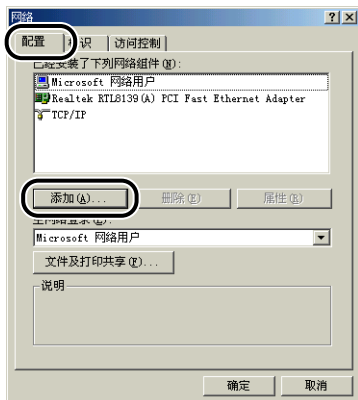 网络
配置 识 访问控制
已经安装了下列网络组件(N):
Microsoft 网络用户
Realtek RTL8139(A) PCI Fast Ethernet Adapter
TCP/IP
添加(A)... 删除(E) 属性(R)
主网络登录(L):
Microsoft 网络用户
文件及打印共享(F)...
说明
确定 取消